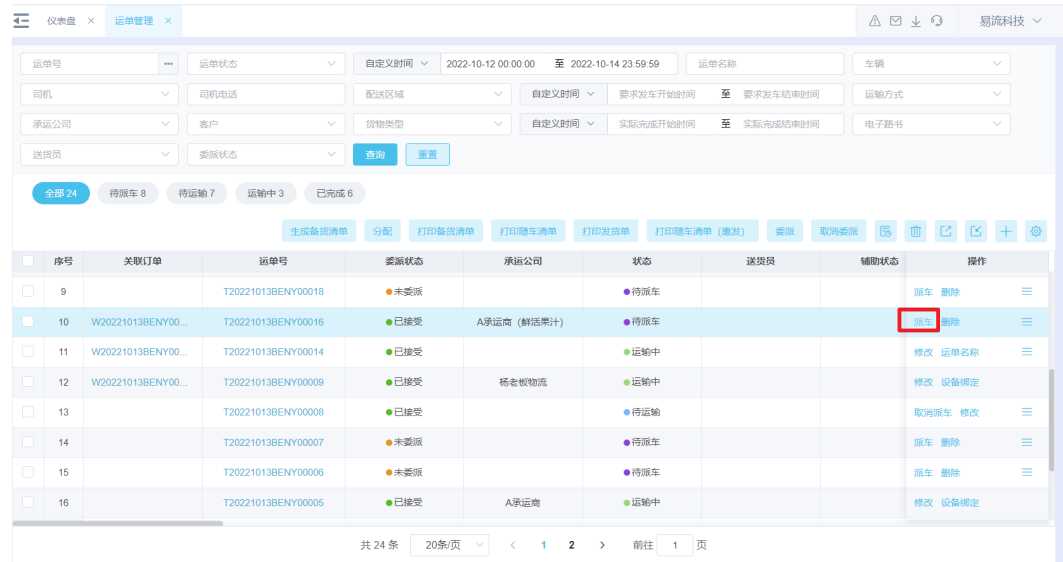 仪表盘 × 运单管理 × 易流科技
运单号 ••• 运单状态 自定义时间 2022-10-12 00:00:00 至 2022-10-14 23:59:59 运单名称 车辆
司机 司机电话 配送区域 自定义时间 要求发车开始时间 至 要求发车结束时间 运输方式
承运公司 客户 货物类型 自定义时间 实际完成开始时间 至 实际完成结束时间 电子路书
送货员 委派状态 查询 重置
全部 24 待派车 8 待运输 7 运输中 3 已完成 6
生成备货清单 分配 打印备货清单 打印随车清单 打印发货单 打印随车清单（重发） 委派 取消委派
序号 关联订单 运单号 委派状态 承运公司 状态 送货员 辅助状态 操作
9 T20221013BENY00018 未委派 待派车 派车 删除
10 W20221013BENY00... T20221013BENY00016 已接受 A承运商（鲜活果汁） 待派车 派车 删除
11 W20221013BENY00... T20221013BENY00014 已接受 运输中 修改 运单名称
12 W20221013BENY00... T20221013BENY00009 已接受 杨老板物流 运输中 修改 设备绑定
13 T20221013BENY00008 已接受 待运输 取消派车 修改
14 T20221013BENY00007 未委派 待派车 派车 删除
15 T20221013BENY00006 未委派 待派车 派车 删除
16 T20221013BENY00005 已接受 A承运商 运输中 修改 设备绑定
共 24 条 20条/页 < 1 2 > 前往 1 页